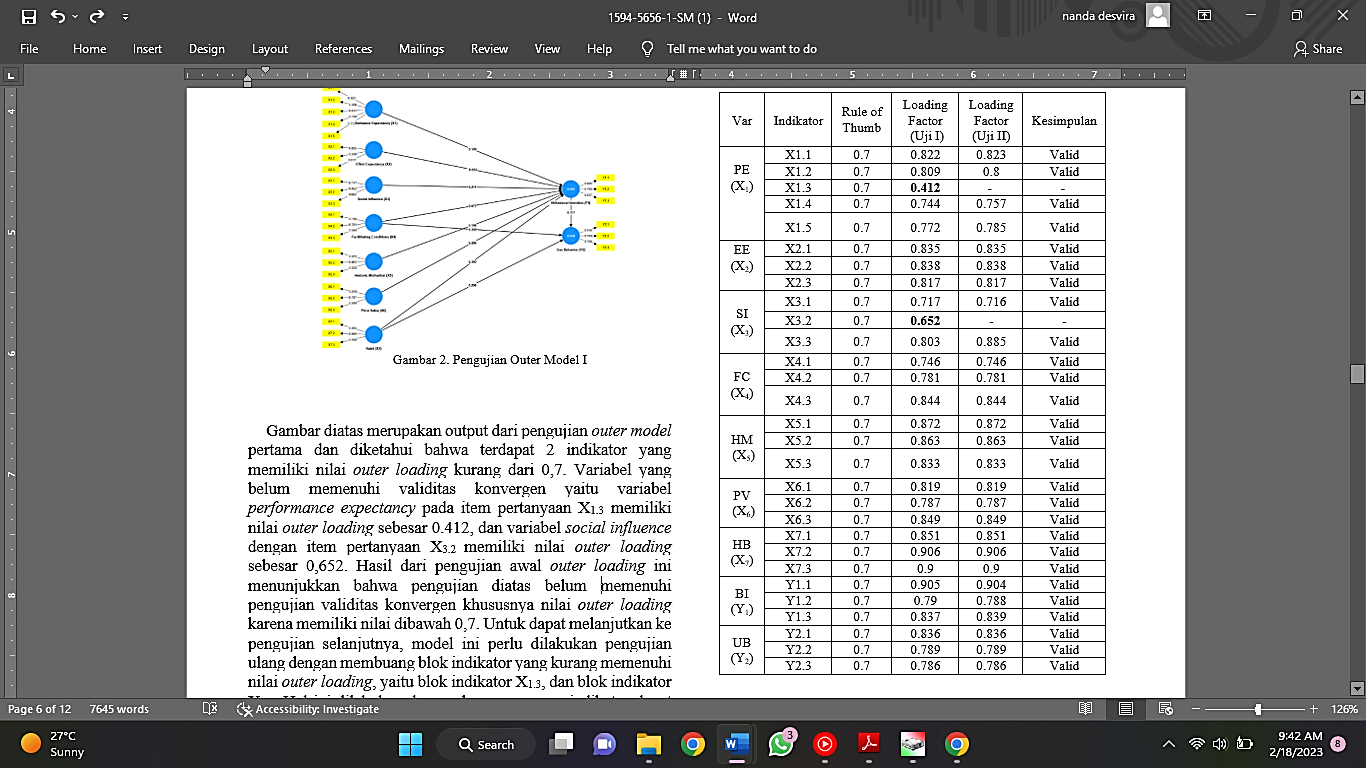 1594-5656-1-SM (1) - Word
nanda desvira
File Home Insert Design Layout References Mailings Review View Help Tell me what you want to do
Share
1 2 3 4 5 6 7
4
5
6
7
8
Gambar 2. Pengujian Outer Model I
Gambar diatas merupakan output dari pengujian outer model
pertama dan diketahui bahwa terdapat 2 indikator yang
memiliki nilai outer loading kurang dari 0,7. Variabel yang
belum memenuhi validitas konvergen yaitu variabel
performance expectancy pada item pertanyaan X1.3 memiliki
nilai outer loading sebesar 0.412, dan variabel social influence
dengan item pertanyaan X3.2 memiliki nilai outer loading
sebesar 0,652. Hasil dari pengujian awal outer loading ini
menunjukkan bahwa pengujian diatas belum memenuhi
pengujian validitas konvergen khususnya nilai outer loading
karena memiliki nilai dibawah 0,7. Untuk dapat melanjutkan ke
pengujian selanjutnya, model ini perlu dilakukan pengujian
ulang dengan membuang blok indikator yang kurang memenuhi
nilai outer loading, yaitu blok indikator X1.3, dan blok indikator
Var Indikator Rule of Thumb Loading Factor (Uji I) Loading Factor (Uji II) Kesimpulan
PE (X1)
X1.1 0.7 0.822 0.823 Valid
X1.2 0.7 0.809 0.8 Valid
X1.3 0.7 0.412 - -
X1.4 0.7 0.744 0.757 Valid
X1.5 0.7 0.772 0.785 Valid
EE (X2)
X2.1 0.7 0.835 0.835 Valid
X2.2 0.7 0.838 0.838 Valid
X2.3 0.7 0.817 0.817 Valid
SI (X3)
X3.1 0.7 0.717 0.716 Valid
X3.2 0.7 0.652 - -
X3.3 0.7 0.803 0.885 Valid
FC (X4)
X4.1 0.7 0.746 0.746 Valid
X4.2 0.7 0.781 0.781 Valid
X4.3 0.7 0.844 0.844 Valid
HM (X5)
X5.1 0.7 0.872 0.872 Valid
X5.2 0.7 0.863 0.863 Valid
X5.3 0.7 0.833 0.833 Valid
PV (X6)
X6.1 0.7 0.819 0.819 Valid
X6.2 0.7 0.787 0.787 Valid
X6.3 0.7 0.849 0.849 Valid
HB (X7)
X7.1 0.7 0.851 0.851 Valid
X7.2 0.7 0.906 0.906 Valid
X7.3 0.7 0.9 0.9 Valid
BI (Y1)
Y1.1 0.7 0.905 0.904 Valid
Y1.2 0.7 0.79 0.788 Valid
Y1.3 0.7 0.837 0.839 Valid
UB (Y2)
Y2.1 0.7 0.836 0.836 Valid
Y2.2 0.7 0.789 0.789 Valid
Y2.3 0.7 0.786 0.786 Valid
Page 6 of 12 7645 words Accessibility: Investigate 126%
27°C
Sunny
Search
3
9:42 AM
2/18/2023
8